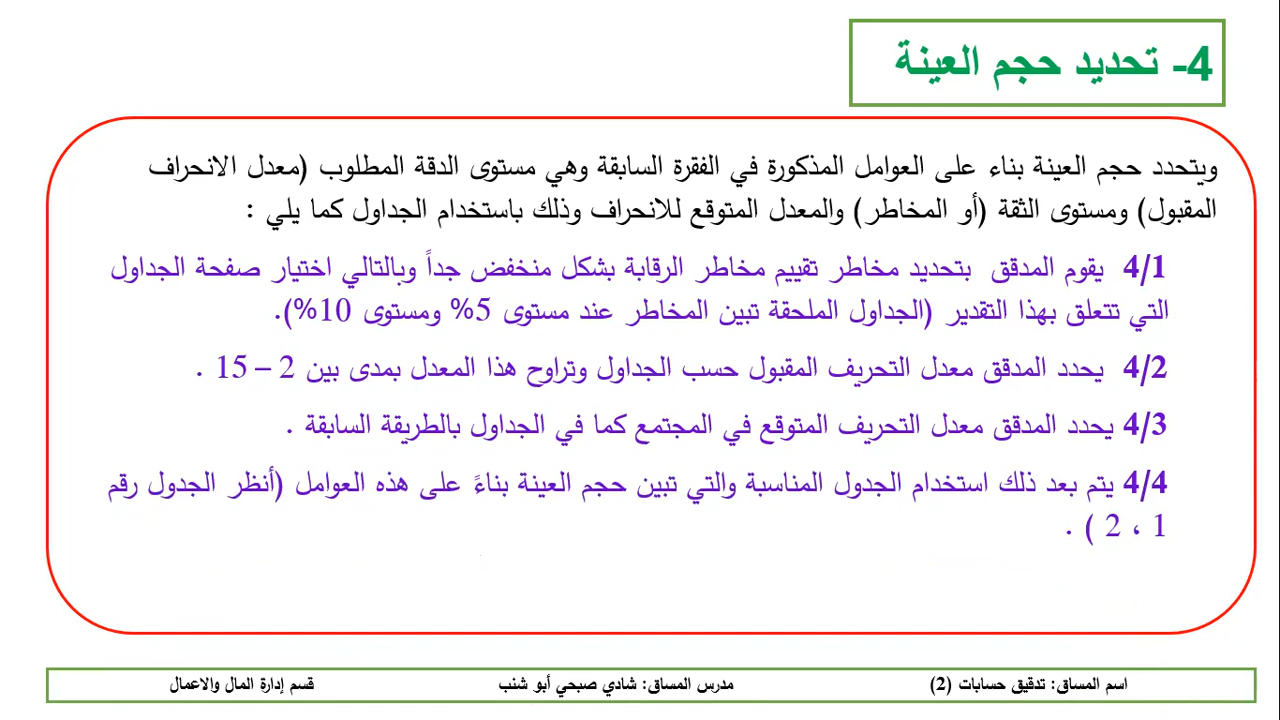 4- تحديد حجم العينة
ويتحدد حجم العينة بناء على العوامل المذكورة في الفقرة السابقة وهي مستوى الدقة المطلوب (معدل الانحراف
المقبول) ومستوى الثقة (أو المخاطر) والمعدل المتوقع للانحراف وذلك باستخدام الجداول كما يلي :
4/1 يقوم المدقق بتحديد مخاطر تقييم مخاطر الرقابة بشكل منخفض جداً وبالتالي اختيار صفحة الجداول
التي تتعلق بهذا التقدير (الجداول الملحقة تبين المخاطر عند مستوى 5% ومستوى 10%).
4/2 يحدد المدقق معدل التحريف المقبول حسب الجداول وتراوح هذا المعدل بمدى بين 2 – 15 .
4/3 يحدد المدقق معدل التحريف المتوقع في المجتمع كما في الجداول بالطريقة السابقة .
4/4 يتم بعد ذلك استخدام الجدول المناسبة والتي تبين حجم العينة بناءً على هذه العوامل (أنظر الجدول رقم
1 ، 2 ) .
اسم المساق: تدقيق حسابات (2) مدرس المساق: شادي صبحي أبو شنب قسم إدارة المال والاعمال